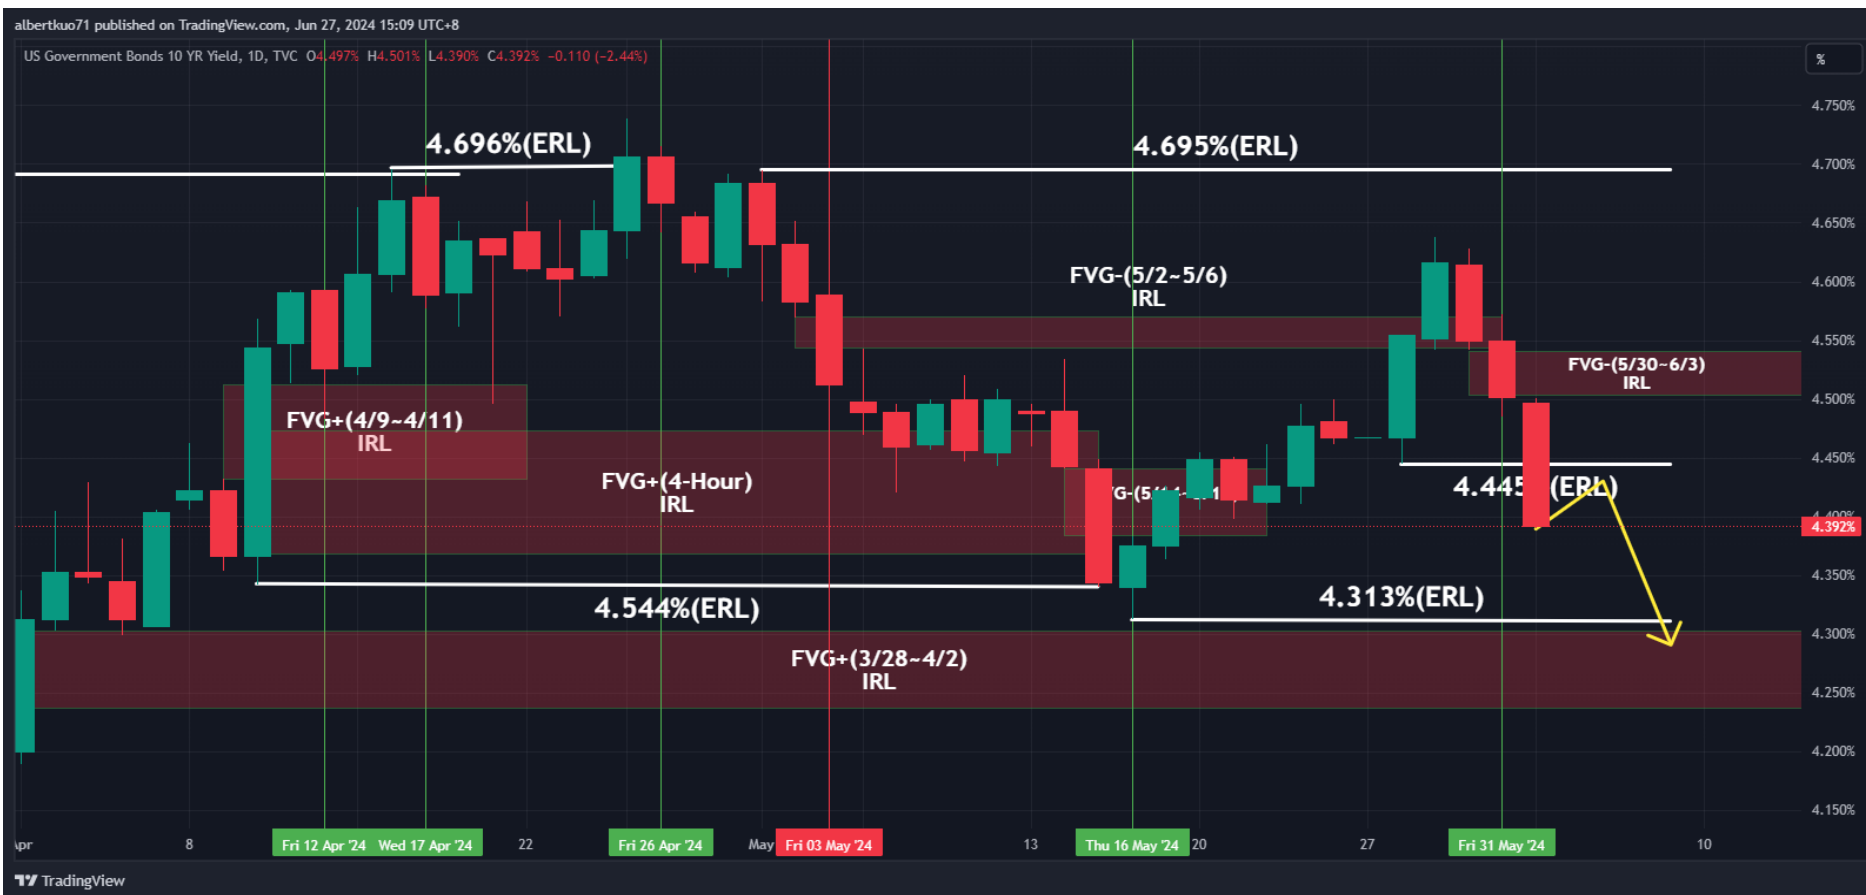 albertkuo71 published on TradingView.com, Jun 27, 2024 15:09 UTC+8
US Government Bonds 10 YR Yield, 1D, TVC O4.497% H4.501% L4.390% C4.392% −0.110 (−2.44%)
%
4.750%
4.696%(ERL)
4.695%(ERL)
4.700%
4.650%
FVG-(5/2~5/6)
IRL
4.600%
4.550%
FVG-(5/30~6/3)
IRL
4.500%
FVG+(4/9~4/11)
IRL
4.450%
FVG+(4-Hour)
IRL
4.445 (ERL)
4.400%
4.392%
4.350%
4.544%(ERL)
4.313%(ERL)
4.300%
FVG+(3/28~4/2)
IRL
4.250%
4.200%
4.150%
8 Fri 12 Apr '24 Wed 17 Apr '24 22 Fri 26 Apr '24 May Fri 03 May '24 13 Thu 16 May '24 20 27 Fri 31 May '24 10
TradingView